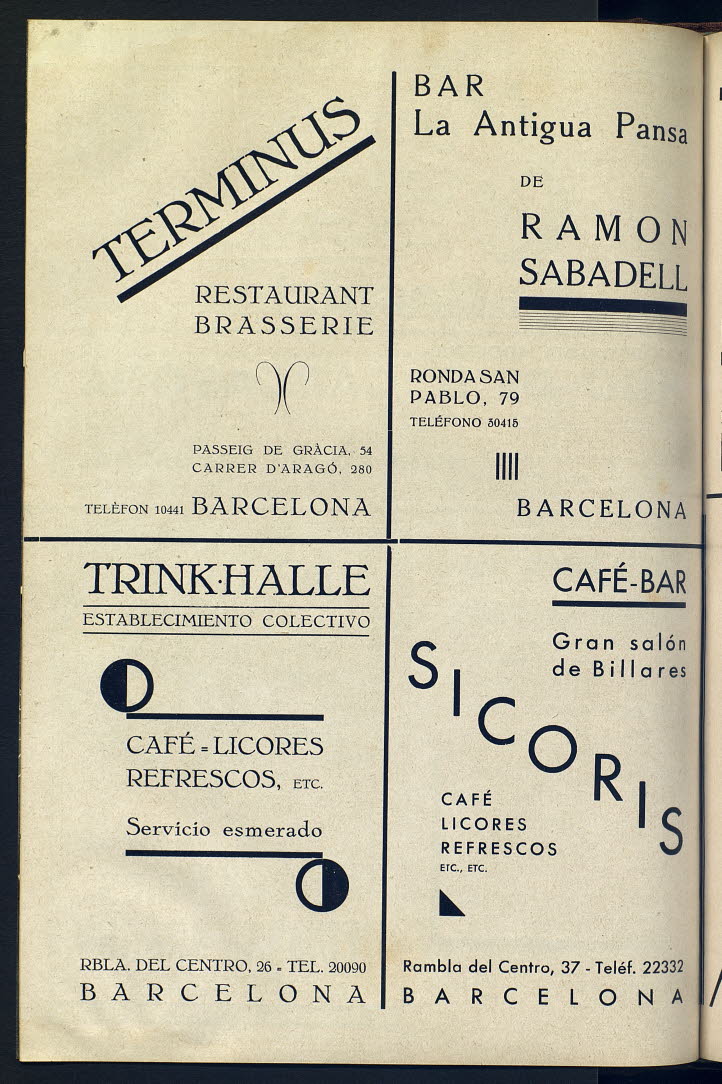 TERMINUS
RESTAURANT
BRASSERIE
PASSEIG DE GRÀCIA, 54
CARRER D'ARAGÓ, 280
TELÈFON 10441 BARCELONA
BAR
La Antigua Pansa
DE
RAMON
SABADELL
RONDA SAN
PABLO, 79
TELÉFONO 30415
BARCELONA
TRINK·HALLE
ESTABLECIMIENTO COLECTIVO
CAFÉ = LICORES
REFRESCOS, ETC.
Servicio esmerado
RBLA. DEL CENTRO, 26 = TEL. 20090
BARCELONA
CAFÉ-BAR
Gran salón
de Billares
SICORIS
CAFÉ
LICORES
REFRESCOS
ETC., ETC.
Rambla del Centro, 37 - Teléf. 22332
BARCELONA